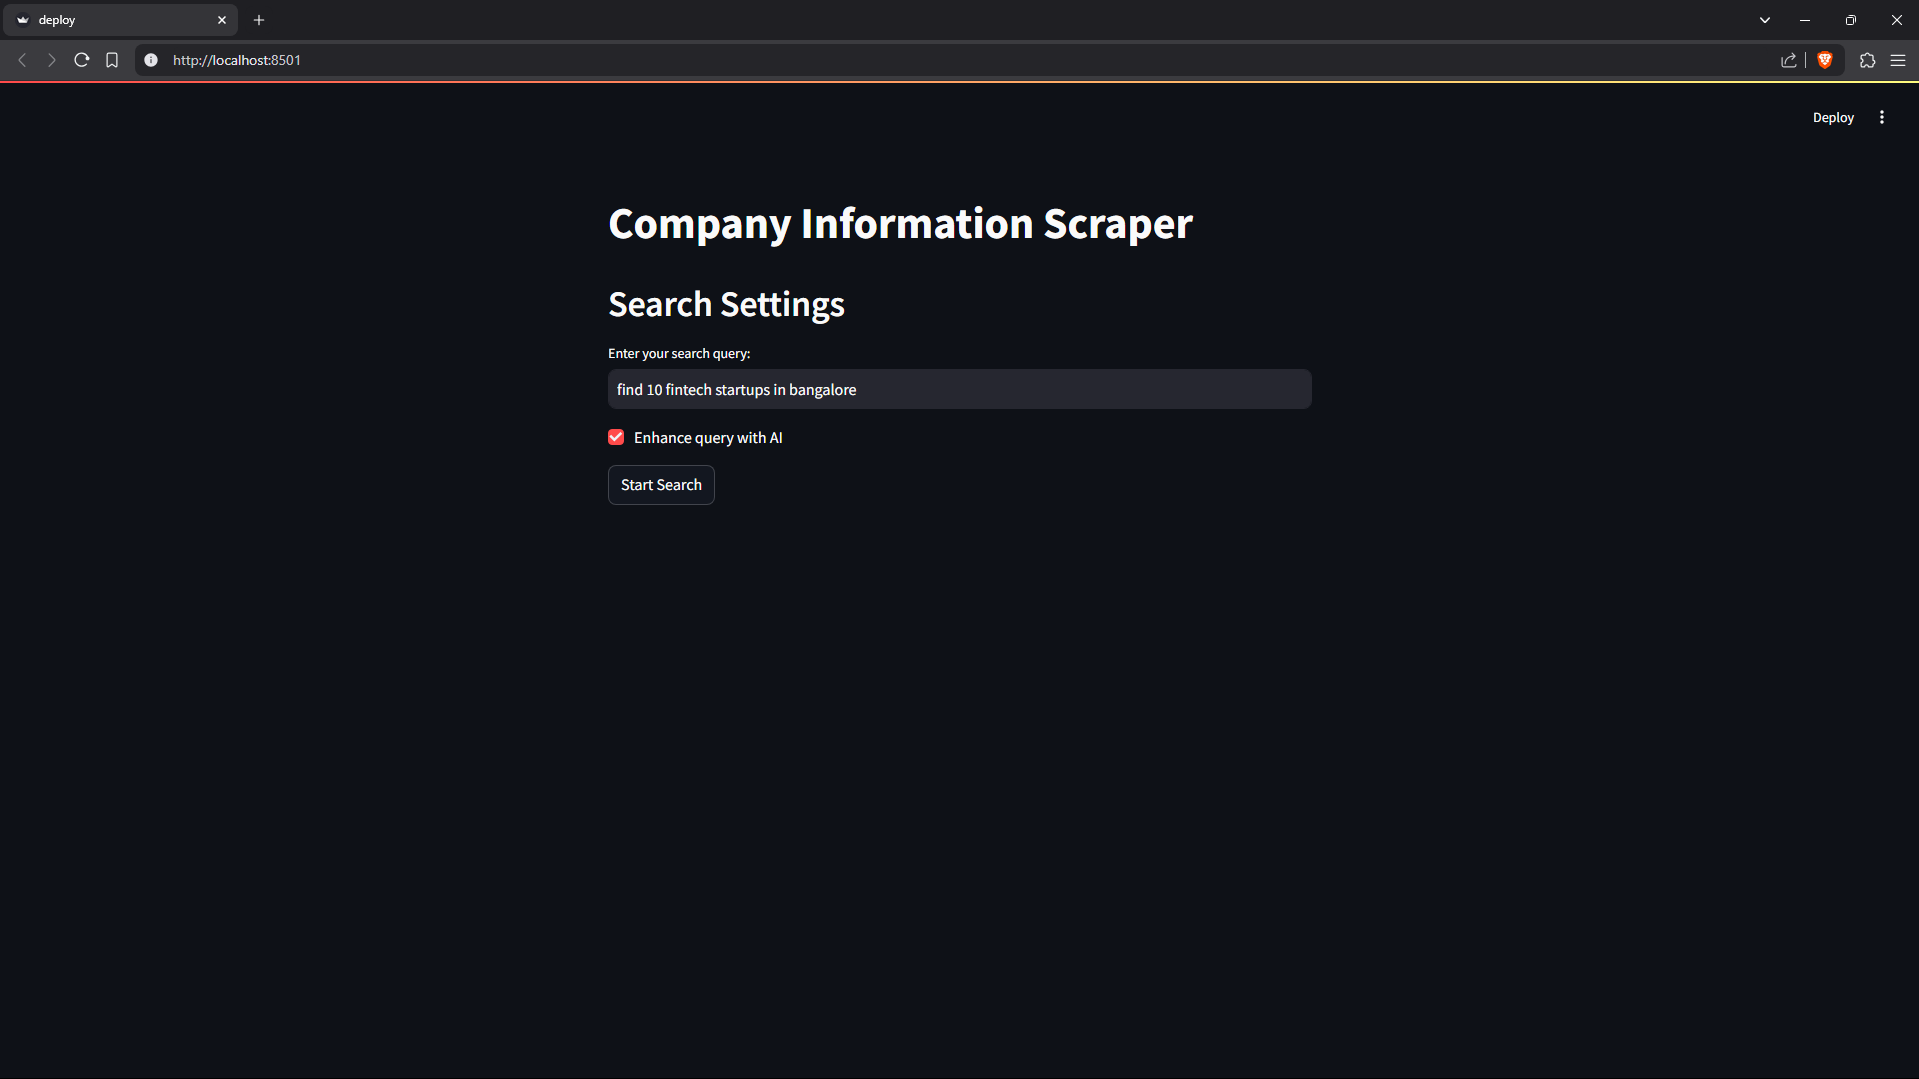 deploy
http://localhost:8501
Deploy
Company Information Scraper
Search Settings
Enter your search query:
find 10 fintech startups in bangalore
Enhance query with AI
Start Search